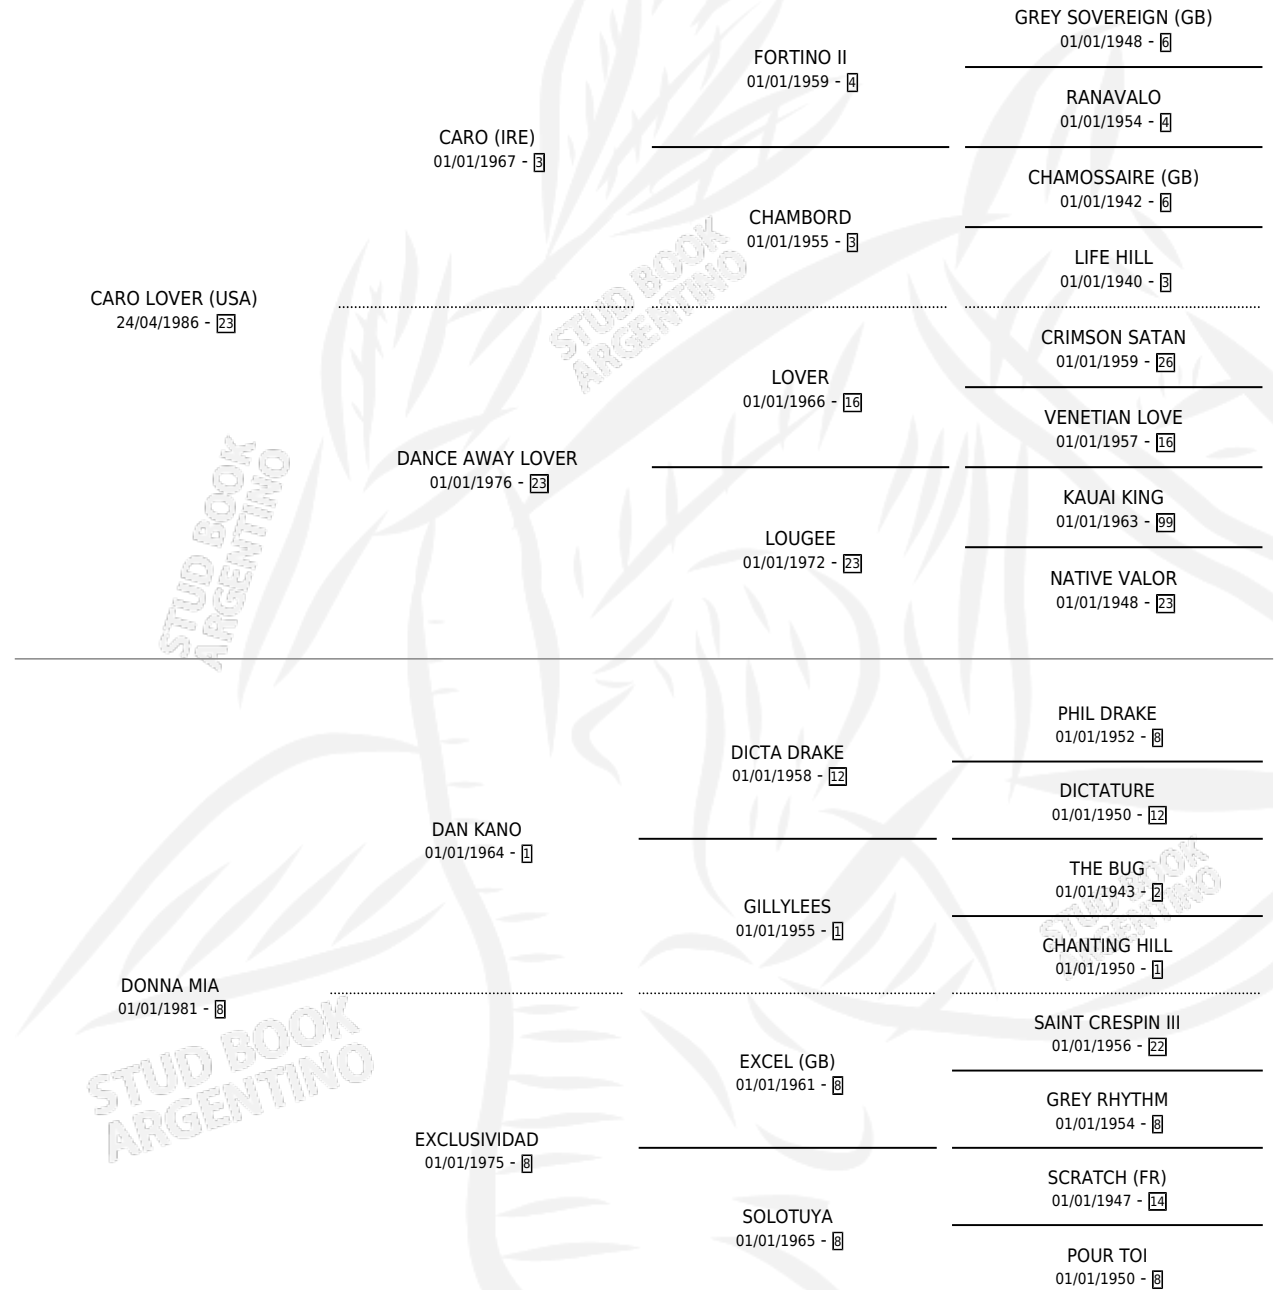 GREY SOVEREIGN (GB)
01/01/1948 - 6
FORTINO II
01/01/1959 - 4
RANAVALO
01/01/1954 - 4
CARO (IRE)
01/01/1967 - 3
CHAMOSSAIRE (GB)
01/01/1942 - 6
CHAMBORD
01/01/1955 - 3
LIFE HILL
01/01/1940 - 3
CARO LOVER (USA)
24/04/1986 - 23
CRIMSON SATAN
01/01/1959 - 26
LOVER
01/01/1966 - 16
VENETIAN LOVE
01/01/1957 - 16
DANCE AWAY LOVER
01/01/1976 - 23
KAUAI KING
01/01/1963 - 99
LOUGEE
01/01/1972 - 23
NATIVE VALOR
01/01/1948 - 23
PHIL DRAKE
01/01/1952 - 8
DICTA DRAKE
01/01/1958 - 12
DICTATURE
01/01/1950 - 12
DAN KANO
01/01/1964 - 1
THE BUG
01/01/1943 - 2
GILLYLEES
01/01/1955 - 1
CHANTING HILL
01/01/1950 - 1
DONNA MIA
01/01/1981 - 8
SAINT CRESPIN III
01/01/1956 - 22
EXCEL (GB)
01/01/1961 - 8
GREY RHYTHM
01/01/1954 - 8
EXCLUSIVIDAD
01/01/1975 - 8
SCRATCH (FR)
01/01/1947 - 14
SOLOTUYA
01/01/1965 - 8
POUR TOI
01/01/1950 - 8
STUD BOOK
ARGENTINO
STUD BOOK
ARGENTINO
STUD BOOK
ARGENTINO
STUD BOOK
ARGENTINO